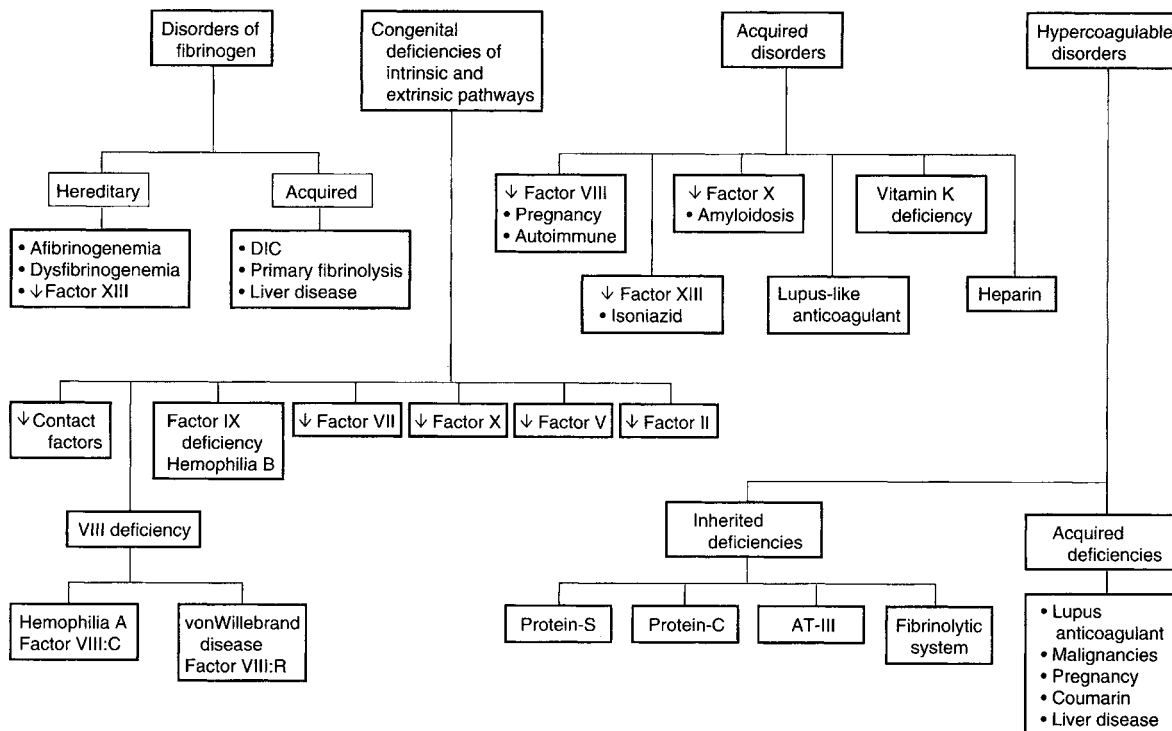 Disorders of
fibrinogen
Congenital
deficiencies of
intrinsic and
extrinsic pathways
Acquired
disorders
Hypercoagulable
disorders
Hereditary
Acquired
• Afibrinogenemia
• Dysfibrinogenemia
• ↓ Factor XIII
• DIC
• Primary fibrinolysis
• Liver disease
↓ Factor VIII
• Pregnancy
• Autoimmune
↓ Factor X
• Amyloidosis
Vitamin K
deficiency
↓ Factor XIII
• Isoniazid
Lupus-like
anticoagulant
Heparin
↓ Contact
factors
Factor IX
deficiency
Hemophilia B
↓ Factor VII
↓ Factor X
↓ Factor V
↓ Factor II
VIII deficiency
Hemophilia A
Factor VIII:C
vonWillebrand
disease
Factor VIII:R
Inherited
deficiencies
Acquired
deficiencies
Protein-S
Protein-C
AT-III
Fibrinolytic
system
• Lupus
anticoagulant
• Malignancies
• Pregnancy
• Coumarin
• Liver disease